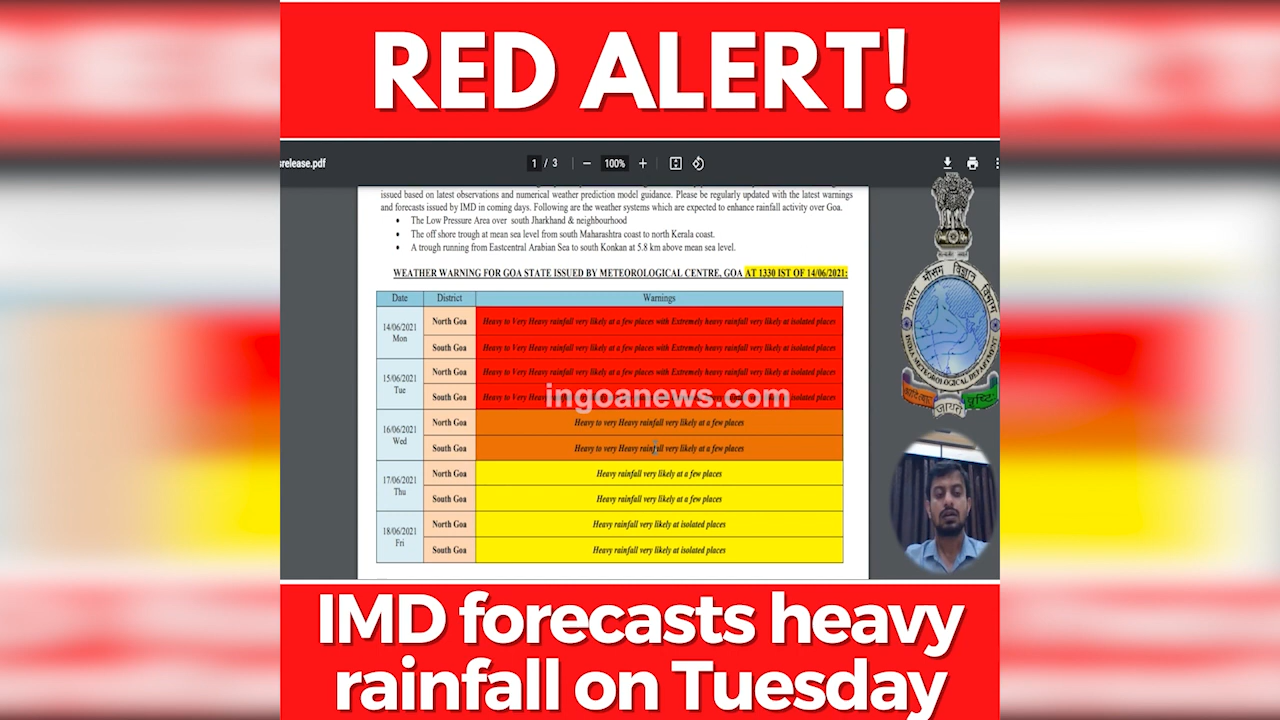 RED ALERT!
srelease.pdf
1 / 3
100%
issued based on latest observations and numerical weather prediction model guidance. Please be regularly updated with the latest warnings
and forecasts issued by IMD in coming days. Following are the weather systems which are expected to enhance rainfall activity over Goa.
• The Low Pressure Area over south Jharkhand & neighbourhood
• The off shore trough at mean sea level from south Maharashtra coast to north Kerala coast.
• A trough running from Eastcentral Arabian Sea to south Konkan at 5.8 km above mean sea level.
WEATHER WARNING FOR GOA STATE ISSUED BY METEOROLOGICAL CENTRE, GOA AT 1330 IST OF 14/06/2021:
Date District Warnings
14/06/2021 Mon
North Goa Heavy to Very Heavy rainfall very likely at a few places with Extremely heavy rainfall very likely at isolated places
South Goa Heavy to Very Heavy rainfall very likely at a few places with Extremely heavy rainfall very likely at isolated places
15/06/2021 Tue
North Goa Heavy to Very Heavy rainfall very likely at a few places with Extremely heavy rainfall very likely at isolated places
South Goa Heavy to Very Heavy rainfall very likely at isolated places
ingoanews.com
16/06/2021 Wed
North Goa Heavy to very Heavy rainfall very likely at a few places
South Goa Heavy to very Heavy rainfall very likely at a few places
17/06/2021 Thu
North Goa Heavy rainfall very likely at a few places
South Goa Heavy rainfall very likely at a few places
18/06/2021 Fri
North Goa Heavy rainfall very likely at isolated places
South Goa Heavy rainfall very likely at isolated places
भारत मौसम विज्ञान विभाग
INDIA METEOROLOGICAL DEPARTMENT
IMD forecasts heavy
rainfall on Tuesday